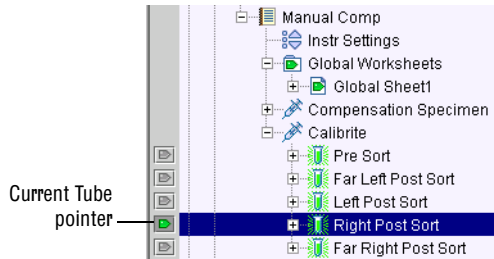 Manual Comp
Instr Settings
Global Worksheets
Global Sheet1
Compensation Specimen
Calibrite
Pre Sort
Far Left Post Sort
Left Post Sort
Current Tube
pointer
Right Post Sort
Far Right Post Sort